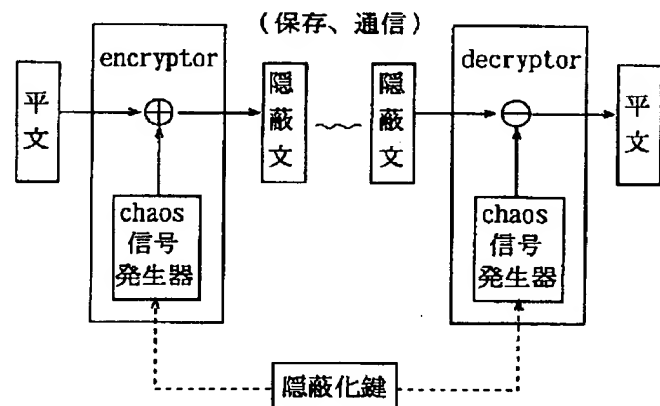 (保存、通信)
encryptor
decryptor
平文
隠蔽文
隠蔽文
平文
chaos
信号
発生器
chaos
信号
発生器
隠蔽化鍵